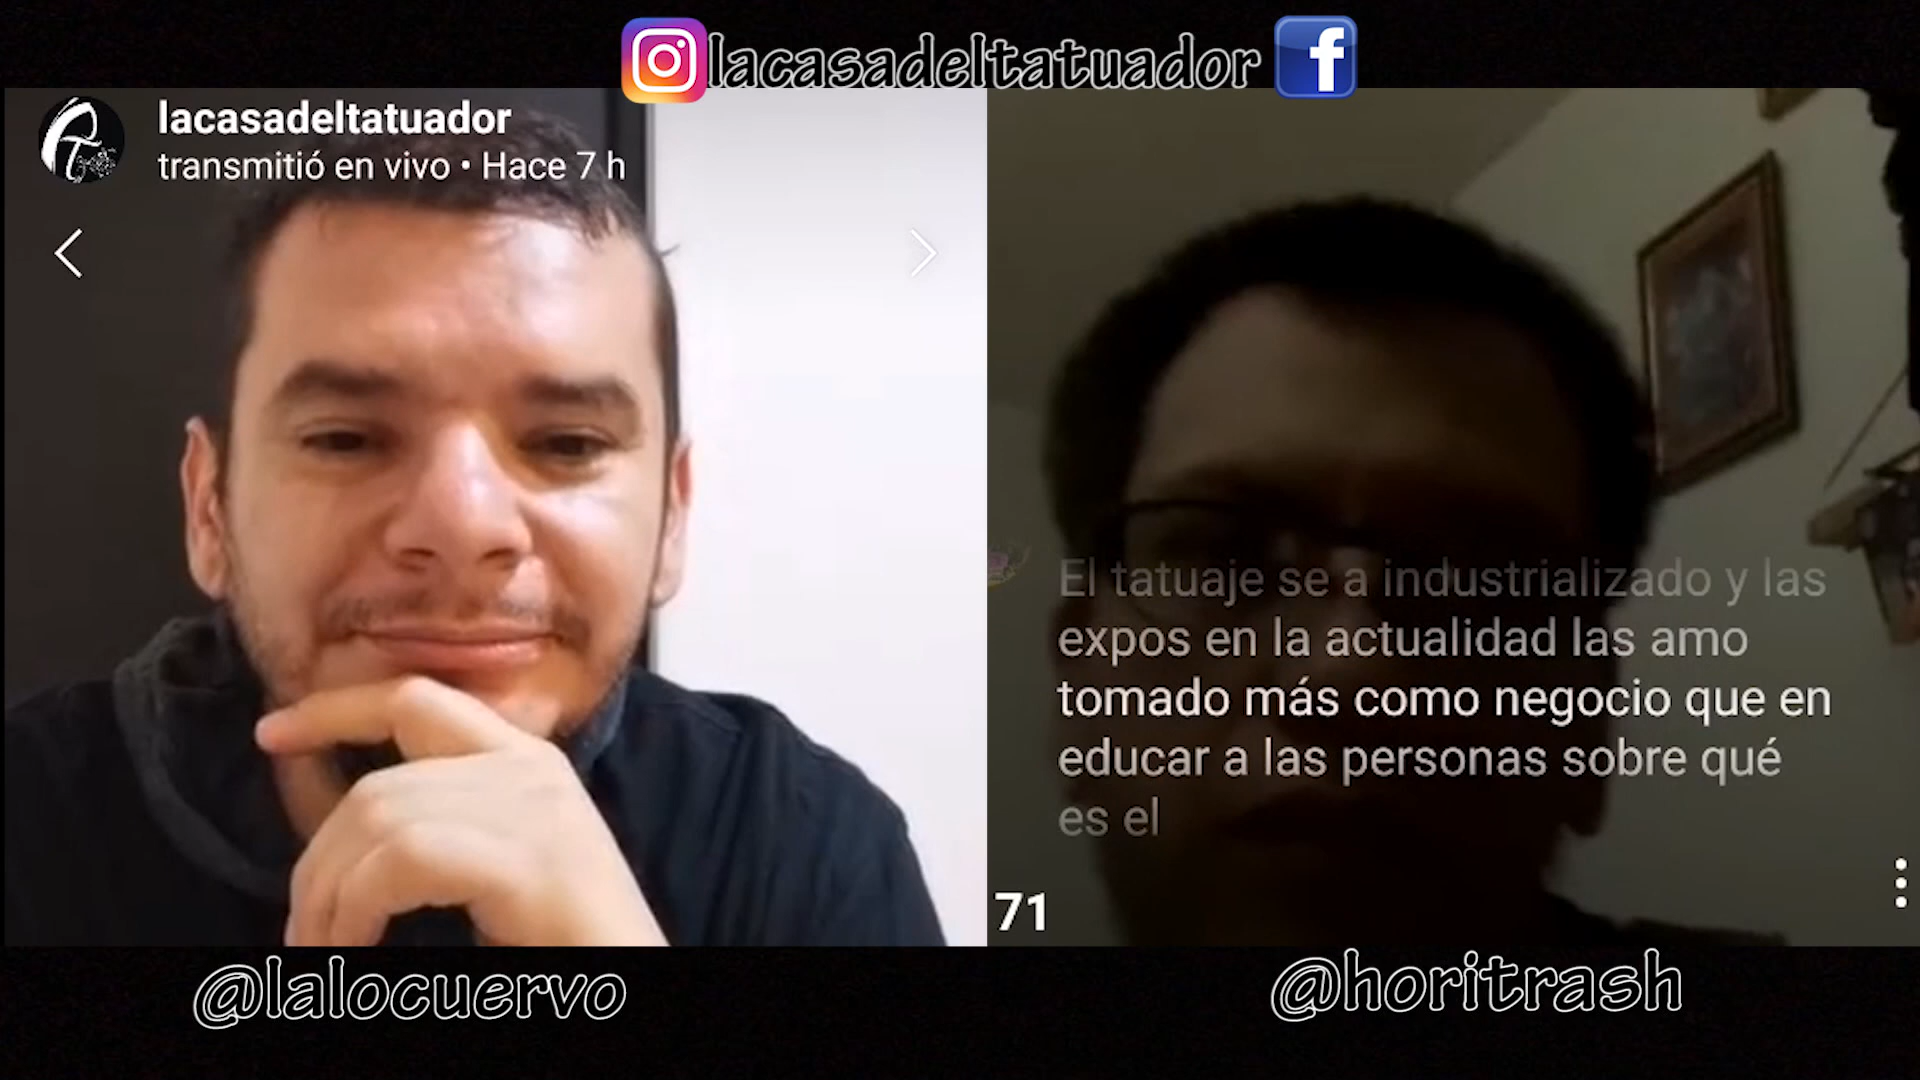 lacasadeltatuador
lacasadeltatuador
transmitió en vivo • Hace 7 h
El tatuaje se a industrializado y las
expos en la actualidad las amo
tomado más como negocio que en
educar a las personas sobre qué
es el
71
@lalocuervo
@horitrash